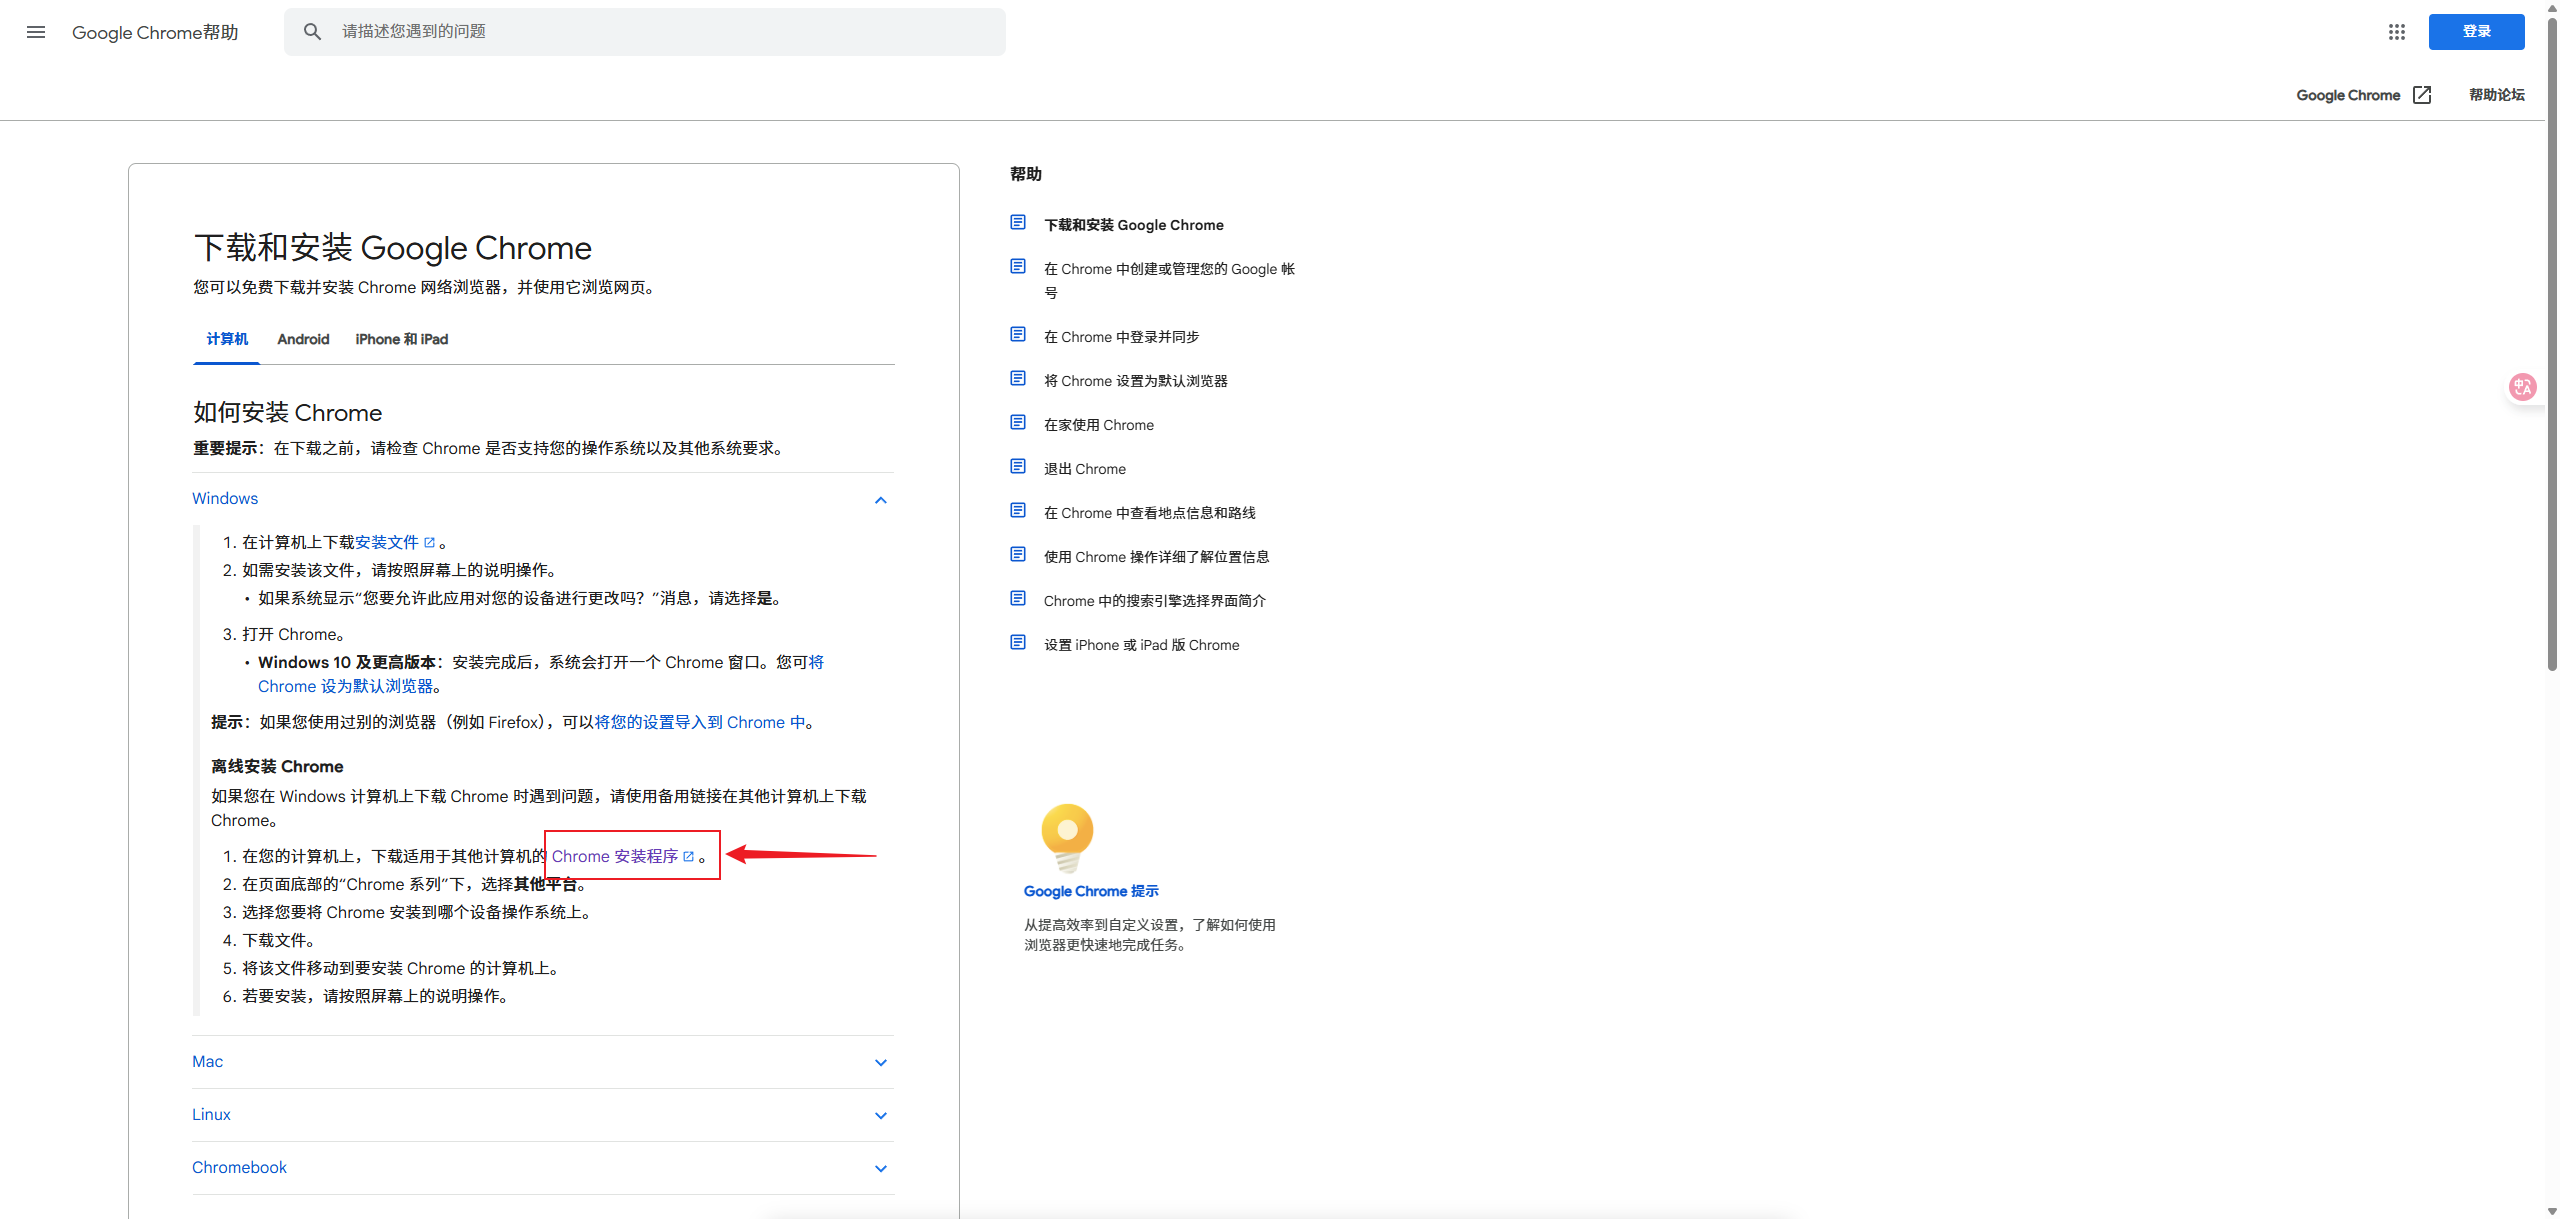 Google Chrome帮助
请描述您遇到的问题
登录
Google Chrome
帮助论坛
下载和安装 Google Chrome
您可以免费下载并安装 Chrome 网络浏览器，并使用它浏览网页。
计算机
Android
iPhone 和 iPad
如何安装 Chrome
重要提示：在下载之前，请检查 Chrome 是否支持您的操作系统以及其他系统要求。
Windows
1. 在计算机上下载安装文件 。
2. 如需安装该文件，请按照屏幕上的说明操作。
• 如果系统显示“您要允许此应用对您的设备进行更改吗？”消息，请选择是。
3. 打开 Chrome。
• Windows 10 及更高版本：安装完成后，系统会打开一个 Chrome 窗口。您可将
Chrome 设为默认浏览器。
提示：如果您使用过别的浏览器（例如 Firefox），可以将您的设置导入到 Chrome 中。
离线安装 Chrome
如果您在 Windows 计算机上下载 Chrome 时遇到问题，请使用备用链接在其他计算机上下载
Chrome。
1. 在您的计算机上，下载适用于其他计算机的 Chrome 安装程序 。
2. 在页面底部的“Chrome 系列”下，选择其他平台。
3. 选择您要将 Chrome 安装到哪个设备操作系统上。
4. 下载文件。
5. 将该文件移动到要安装 Chrome 的计算机上。
6. 若要安装，请按照屏幕上的说明操作。
Mac
Linux
Chromebook
帮助
下载和安装 Google Chrome
在 Chrome 中创建或管理您的 Google 帐
号
在 Chrome 中登录并同步
将 Chrome 设置为默认浏览器
在家使用 Chrome
退出 Chrome
在 Chrome 中查看地点信息和路线
使用 Chrome 操作详细了解位置信息
Chrome 中的搜索引擎选择界面简介
设置 iPhone 或 iPad 版 Chrome
Google Chrome 提示
从提高效率到自定义设置，了解如何使用
浏览器更快速地完成任务。
中A